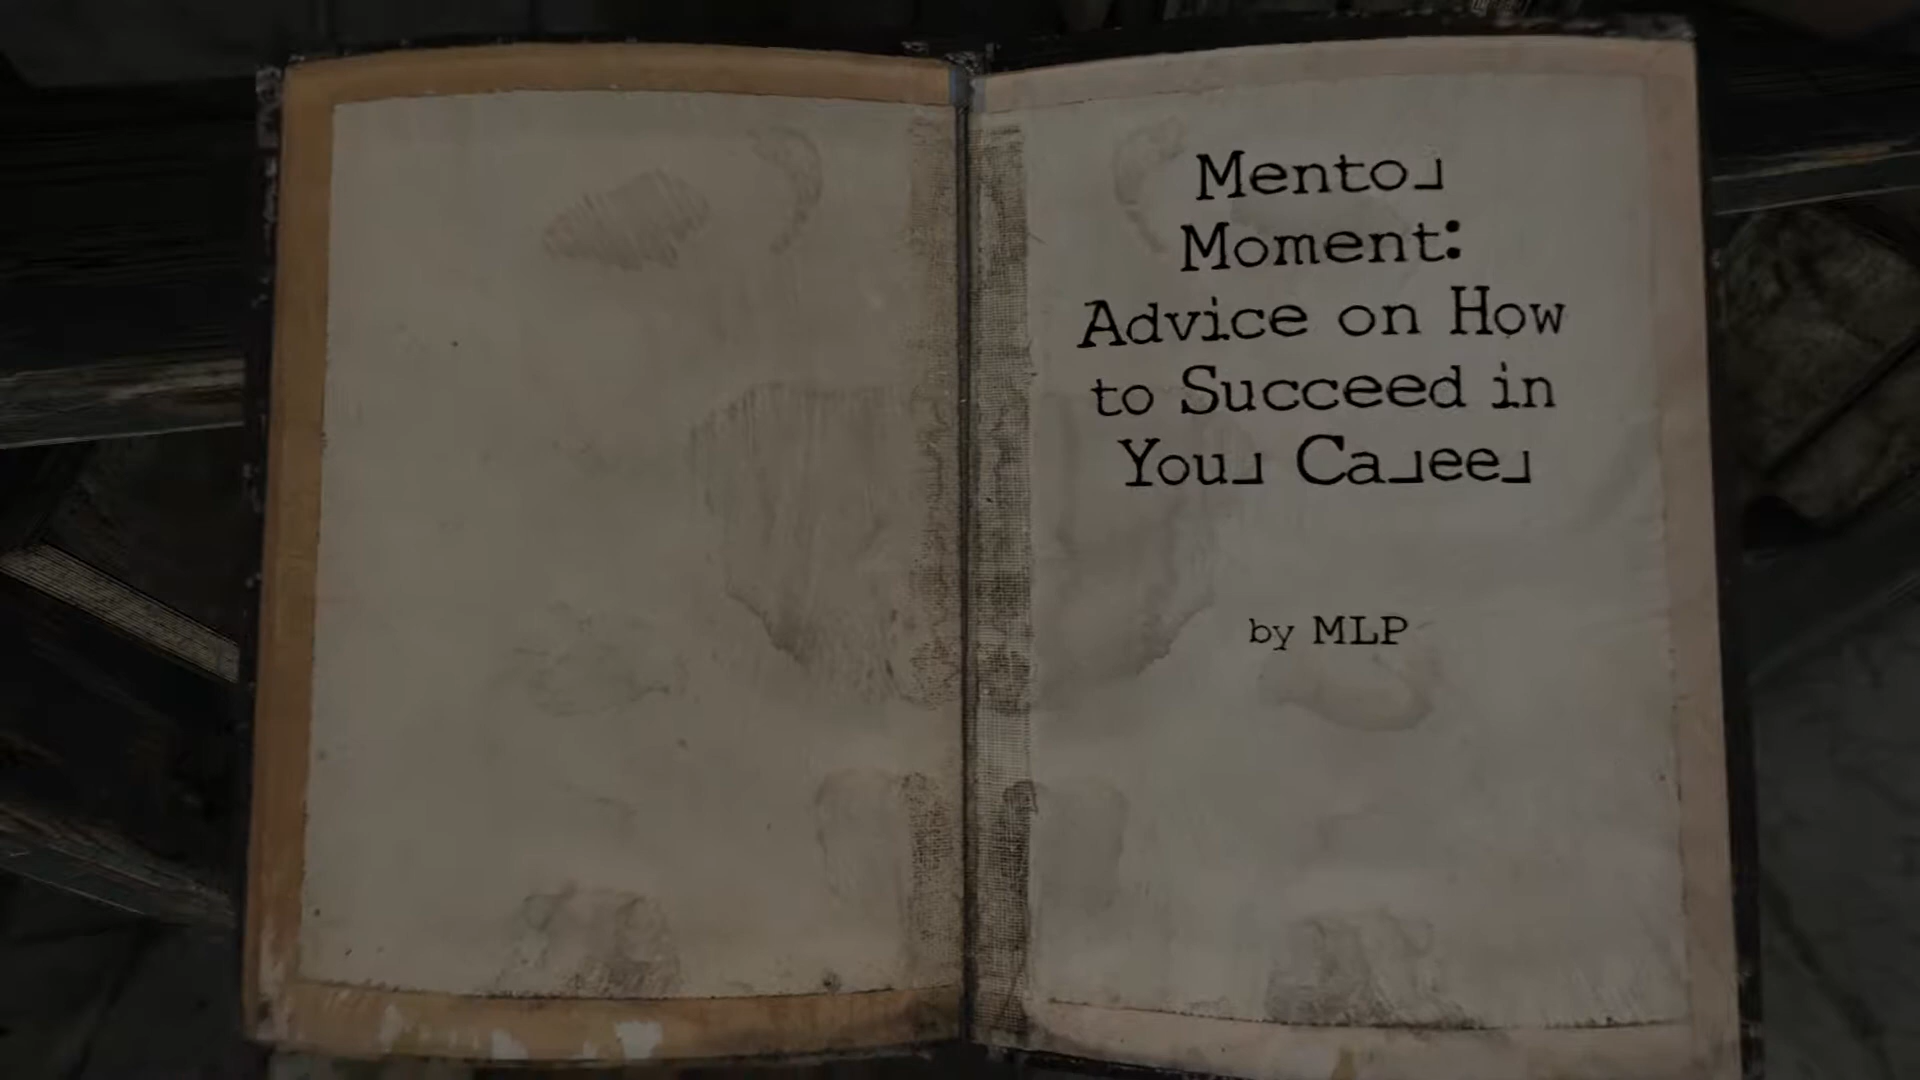 Mento┘
Moment:
Advice on How
to Succeed in
You┘ Ca┘ee┘
by MLP